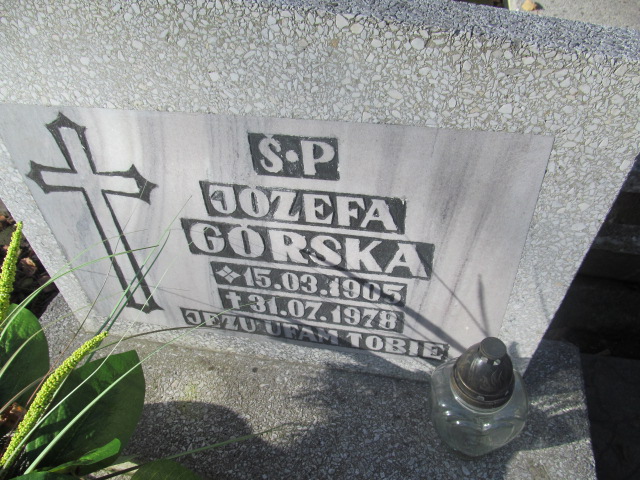 Ś·P
JÓZEFA
GÓRSKA
15.03.1905
31.07.1978
JEZU UFAM TOBIE